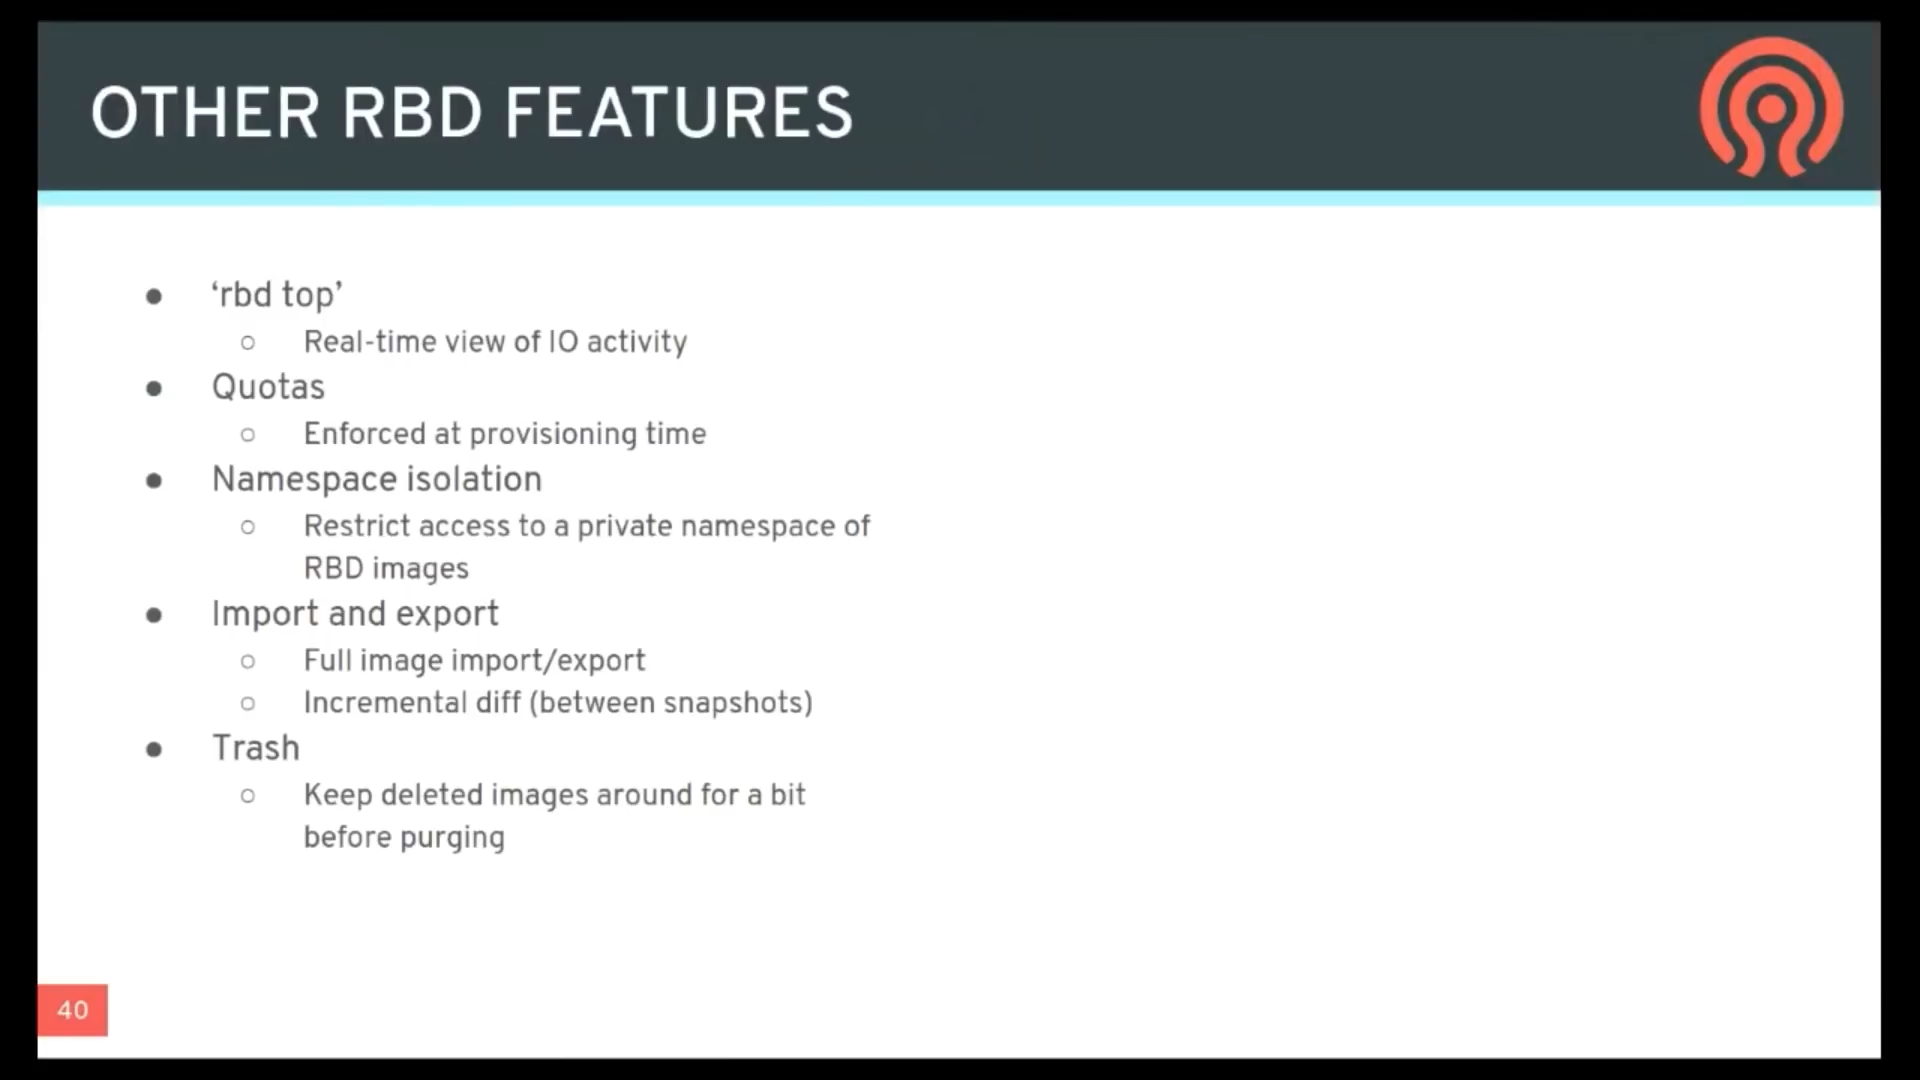 OTHER RBD FEATURES
● ‘rbd top’
○ Real-time view of IO activity
● Quotas
○ Enforced at provisioning time
● Namespace isolation
○ Restrict access to a private namespace of
RBD images
● Import and export
○ Full image import/export
○ Incremental diff (between snapshots)
● Trash
○ Keep deleted images around for a bit
before purging
40